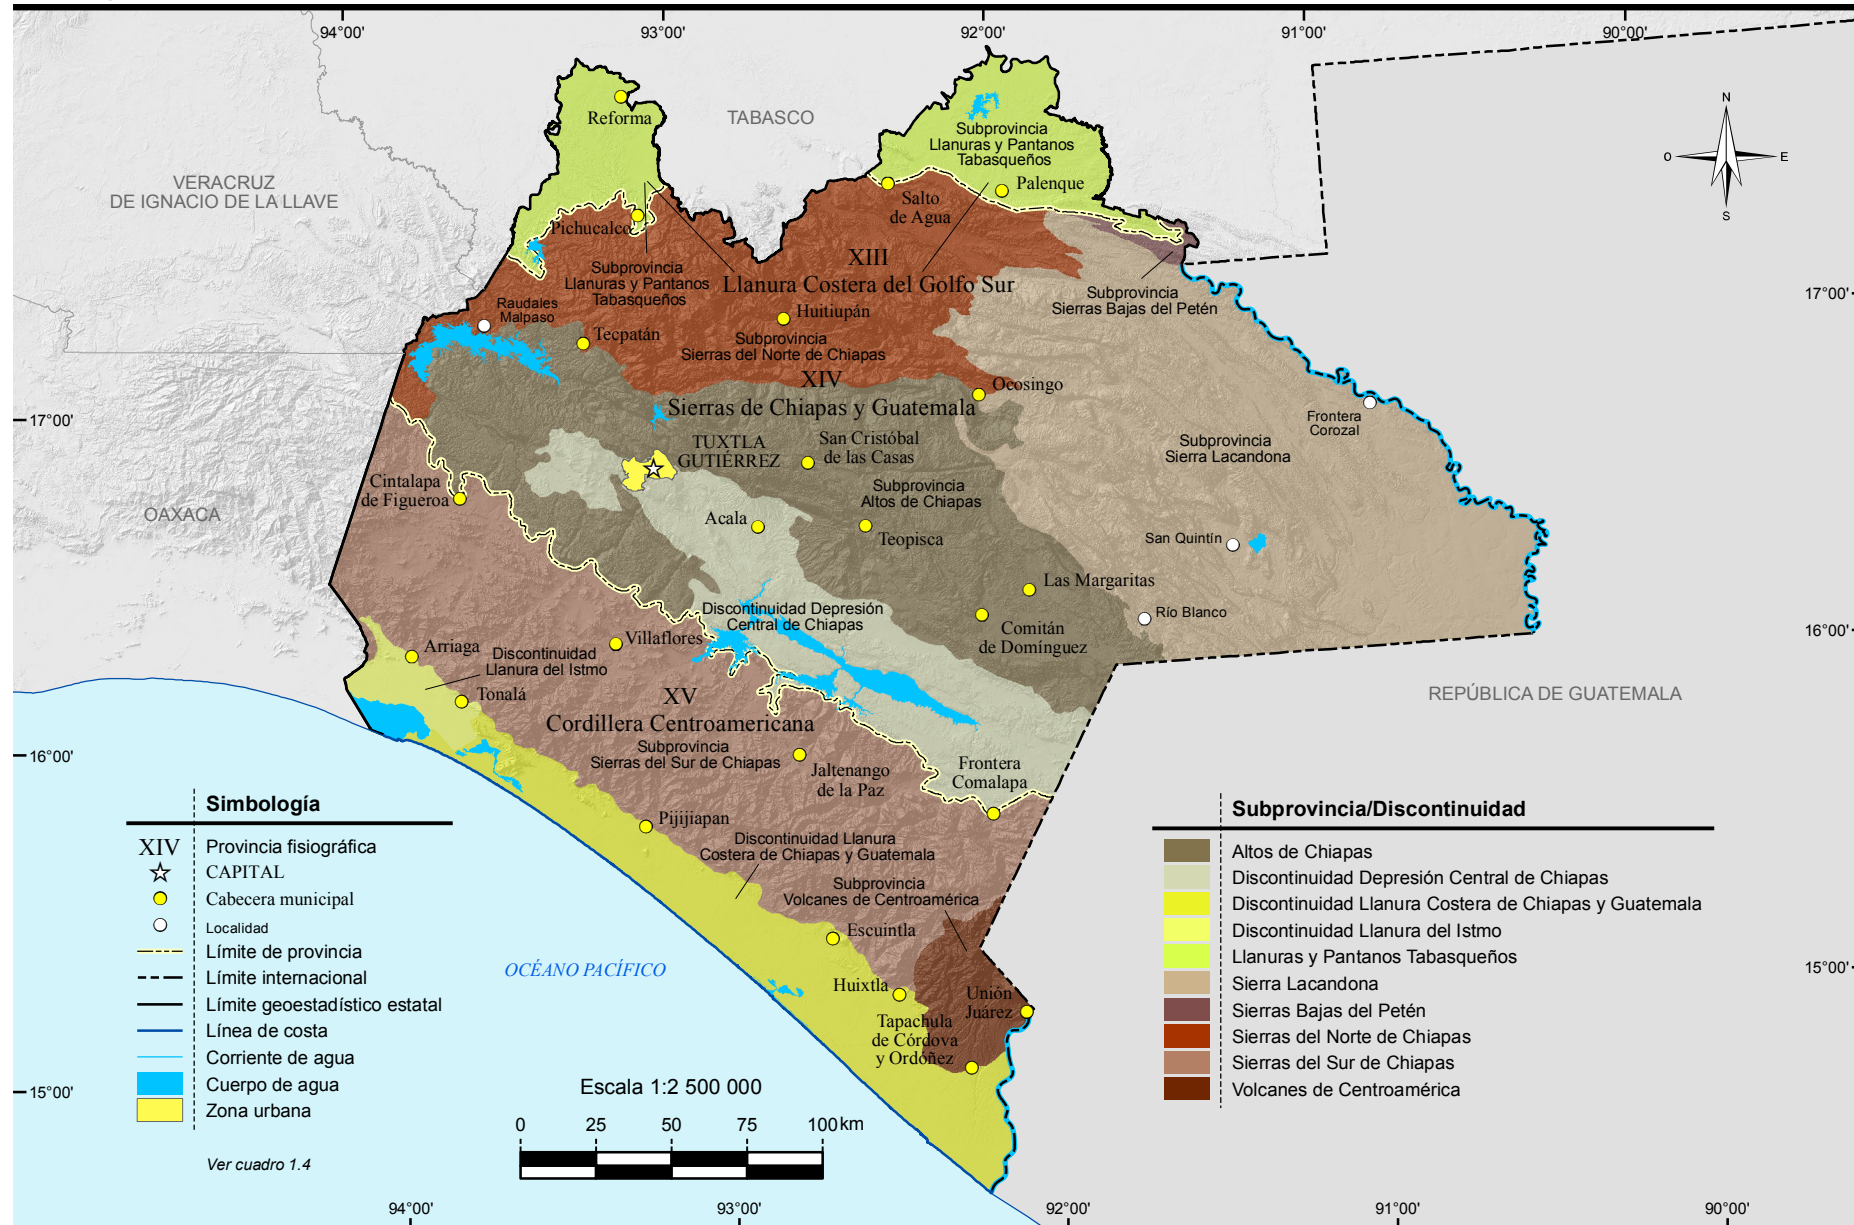 94°00'
93°00'
92°00'
91°00'
90°00'
N
O
E
S
Reforma
TABASCO
Subprovincia
Llanuras y Pantanos
Tabasqueños
VERACRUZ
DE IGNACIO DE LA LLAVE
Salto
de Agua
Palenque
Pichucalco
XIII
Llanura Costera del Golfo Sur
Subprovincia
Llanuras y Pantanos
Tabasqueños
Subprovincia
Sierras Bajas del Petén
17°00'
Raudales
Malpaso
Huitiupán
Tecpatán
Subprovincia
Sierras del Norte de Chiapas
XIV
Sierras de Chiapas y Guatemala
Ocosingo
Frontera
Corozal
17°00'
TUXTLA
GUTIÉRREZ
San Cristóbal
de las Casas
Subprovincia
Sierra Lacandona
Cintalapa
de Figueroa
Subprovincia
Altos de Chiapas
OAXACA
Acala
Teopisca
San Quintín
Las Margaritas
Discontinuidad Depresión
Central de Chiapas
Río Blanco
Comitán
de Domínguez
16°00'
Arriaga
Villaflores
Discontinuidad
Llanura del Istmo
Tonalá
XV
Cordillera Centroamericana
REPÚBLICA DE GUATEMALA
Subprovincia
Sierras del Sur de Chiapas
16°00'
Jaltenango
de la Paz
Frontera
Comalapa
Pijijiapan
Discontinuidad Llanura
Costera de Chiapas y Guatemala
Subprovincia
Volcanes de Centroamérica
Escuintla
OCÉANO PACÍFICO
15°00'
Huixtla
Unión
Juárez
Tapachula
de Córdova
y Ordóñez
15°00'
Simbología
XIV Provincia fisiográfica
CAPITAL
Cabecera municipal
Localidad
Límite de provincia
Límite internacional
Límite geoestadístico estatal
Línea de costa
Corriente de agua
Cuerpo de agua
Zona urbana
Ver cuadro 1.4
Escala 1:2 500 000
0 25 50 75 100 km
Subprovincia/Discontinuidad
Altos de Chiapas
Discontinuidad Depresión Central de Chiapas
Discontinuidad Llanura Costera de Chiapas y Guatemala
Discontinuidad Llanura del Istmo
Llanuras y Pantanos Tabasqueños
Sierra Lacandona
Sierras Bajas del Petén
Sierras del Norte de Chiapas
Sierras del Sur de Chiapas
Volcanes de Centroamérica
94°00'
93°00'
92°00'
91°00'
90°00'